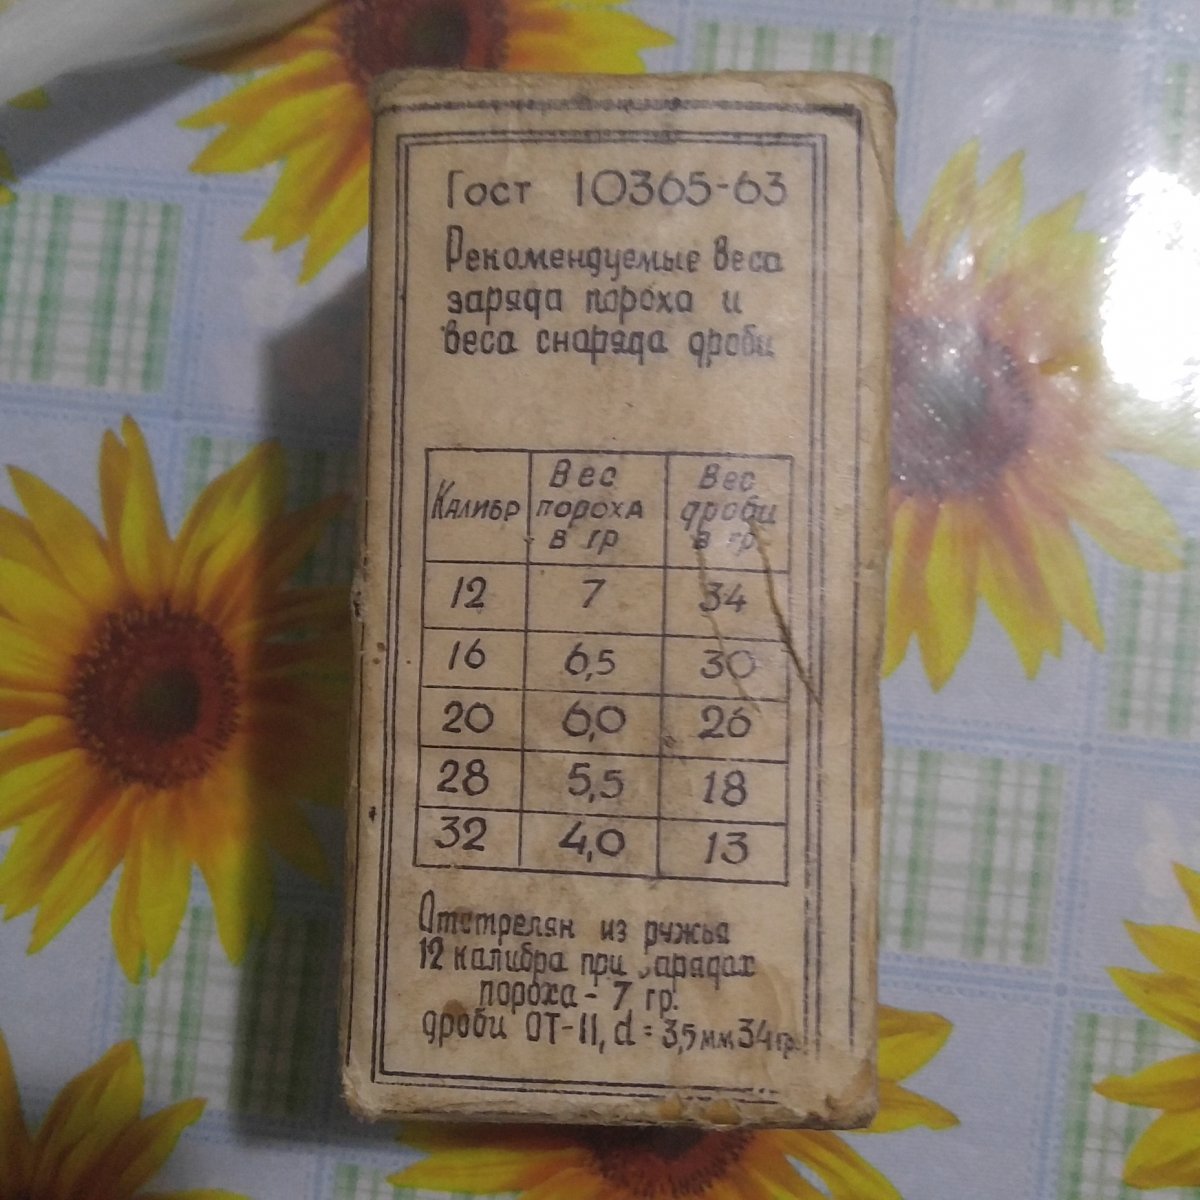 Гост 10365-63
Рекомендуемые веса
заряда пороха и
веса снаряда дроби
Калибр Вес пороха в гр Вес дроби в гр
12 7 34
16 6,5 30
20 6,0 26
28 5,5 18
32 4,0 13
Отстрелян из ружья
12 калибра при зарядах
пороха - 7 гр.
дроби ОТ-II, d = 3,5 мм 34 гр.